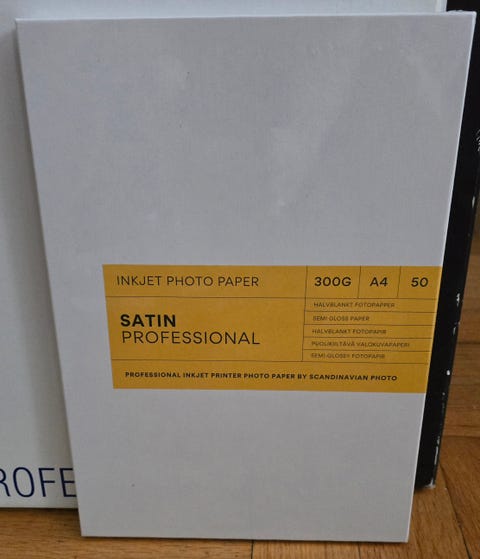 INKJET PHOTO PAPER
300G A4 50
SATIN
PROFESSIONAL
HALVBLANKT FOTOPAPPER
SEMI GLOSS PAPER
HALVBLANKT FOTOPAPIR
PUOLIKIILTÄVÄ VALOKUVAPAPERI
SEMI-GLOSSY FOTOPAPIR
PROFESSIONAL INKJET PRINTER PHOTO PAPER BY SCANDINAVIAN PHOTO
ROFE